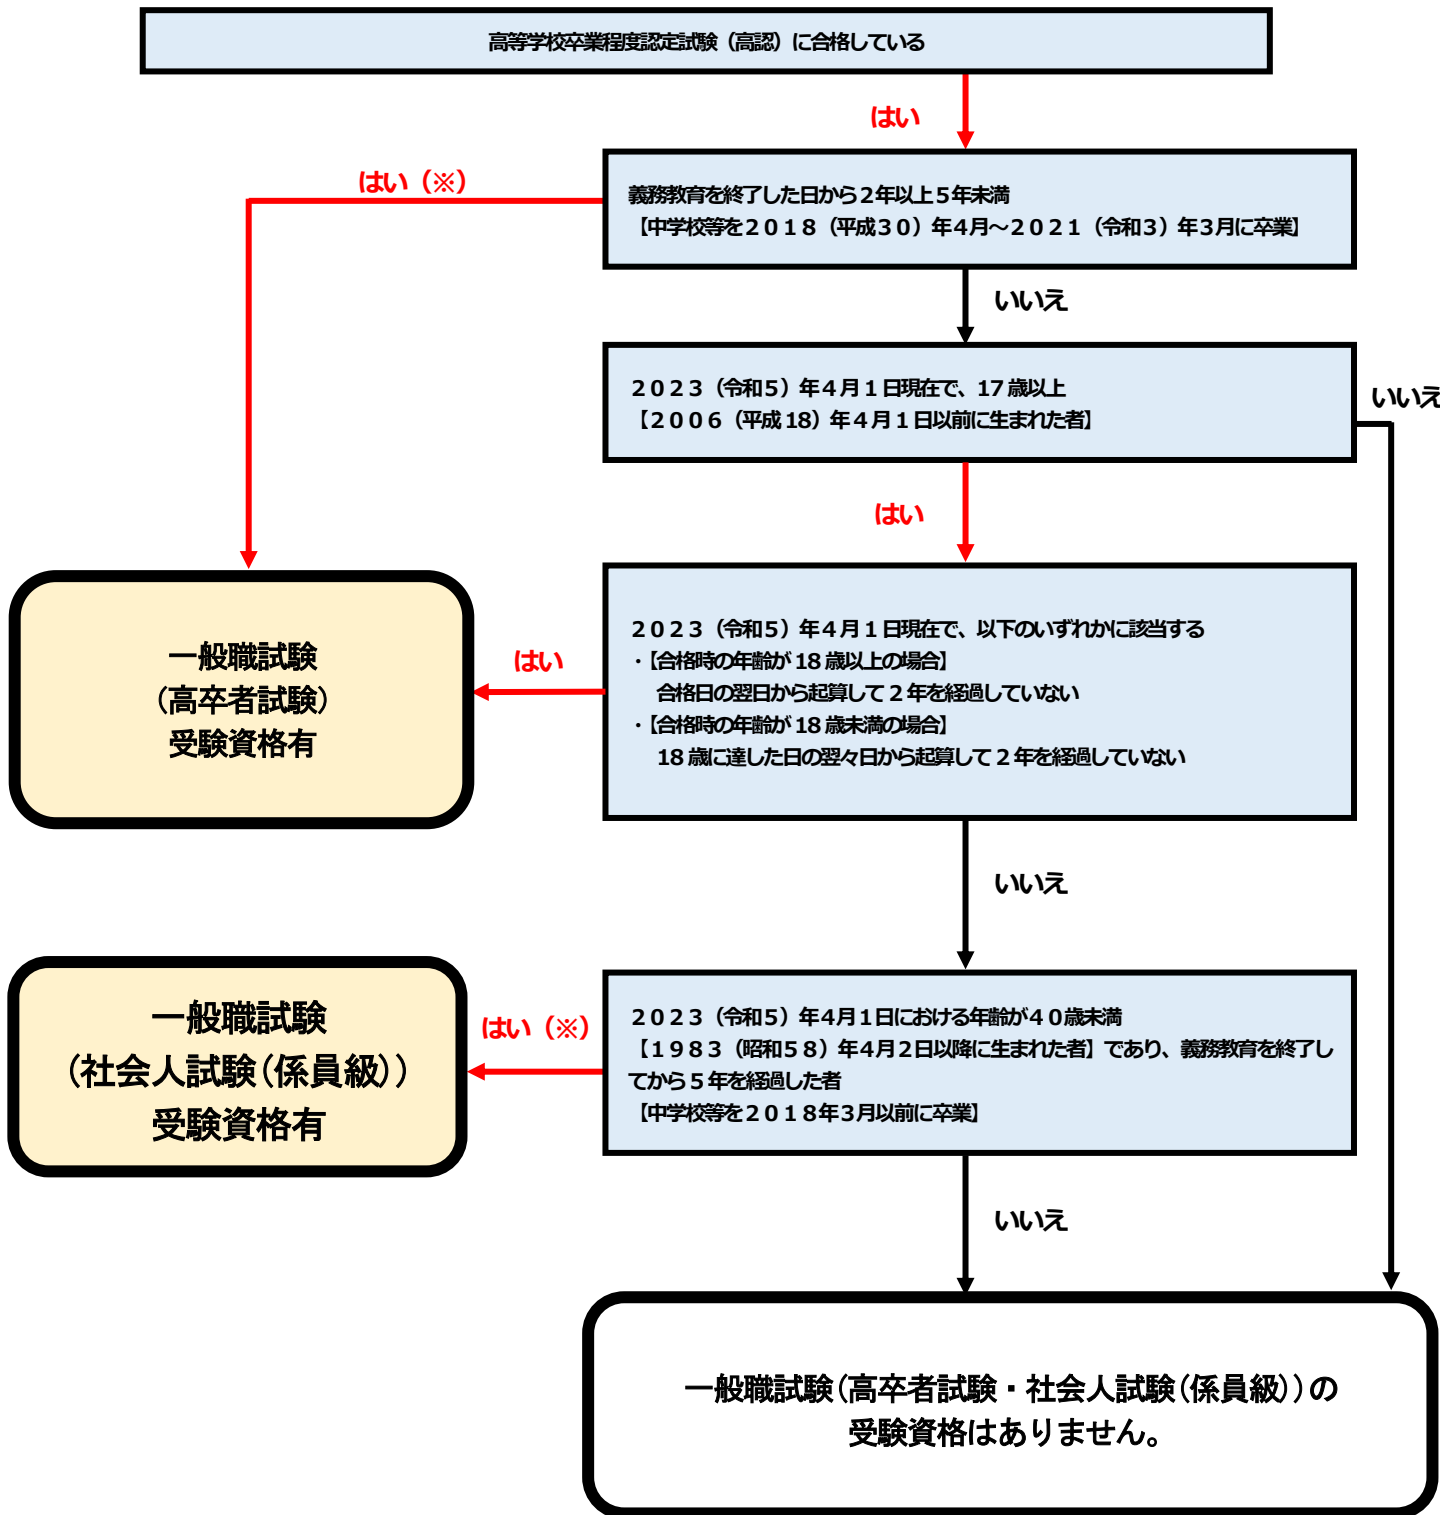 高等学校卒業程度認定試験（高認）に合格している
はい
はい（※）
義務教育を終了した日から２年以上５年未満
【中学校等を２０１８（平成３０）年４月～２０２１（令和３）年３月に卒業】
いいえ
２０２３（令和５）年４月１日現在で、17歳以上
【２００６（平成18）年４月１日以前に生まれた者】
いいえ
はい
２０２３（令和５）年４月１日現在で、以下のいずれかに該当する
・【合格時の年齢が18歳以上の場合】
合格日の翌日から起算して2年を経過していない
・【合格時の年齢が18歳未満の場合】
18歳に達した日の翌々日から起算して2年を経過していない
はい
一般職試験
（高卒者試験）
受験資格有
いいえ
２０２３（令和５）年４月１日における年齢が４０歳未満
【１９８３（昭和５８）年４月２日以降に生まれた者】であり、義務教育を終了し
てから５年を経過した者
【中学校等を２０１８年３月以前に卒業】
はい（※）
一般職試験
（社会人試験（係員級））
受験資格有
いいえ
一般職試験（高卒者試験・社会人試験（係員級））の
受験資格はありません。